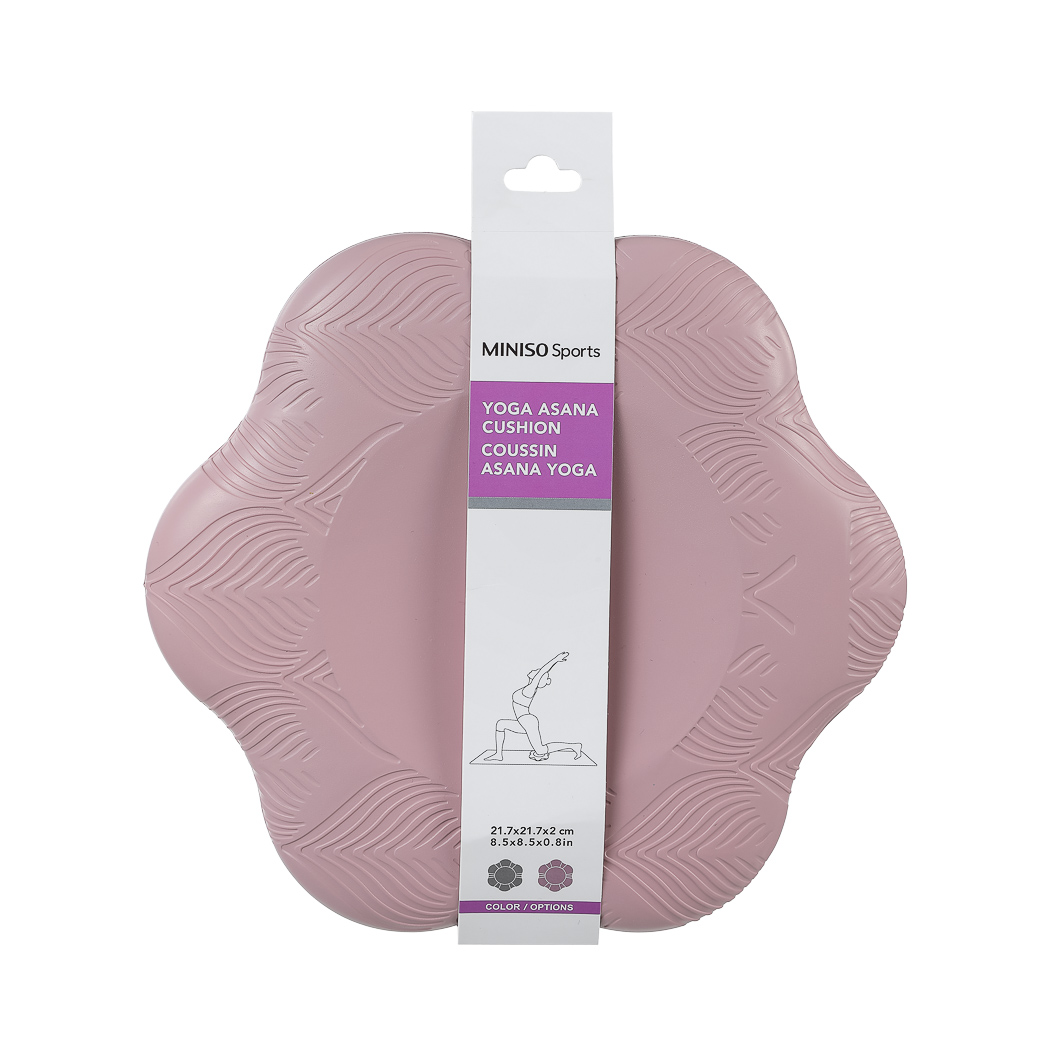 MINISO Sports
YOGA ASANA
CUSHION
COUSSIN
ASANA YOGA
21.7x21.7x2 cm
8.5x8.5x0.8in
COLOR / OPTIONS